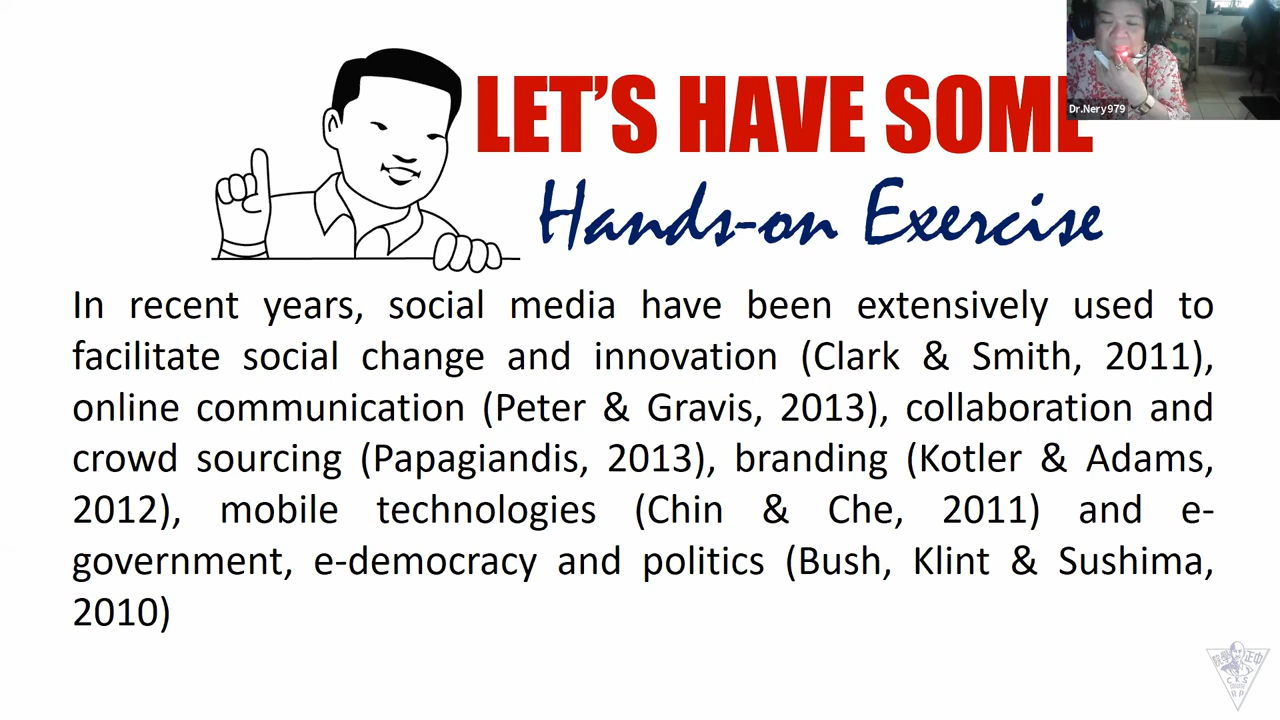 LET'S HAVE SOME
Dr.Nery979
Hands-on Exercise
In recent years, social media have been extensively used to
facilitate social change and innovation (Clark & Smith, 2011),
online communication (Peter & Gravis, 2013), collaboration and
crowd sourcing (Papagiandis, 2013), branding (Kotler & Adams,
2012), mobile technologies (Chin & Che, 2011) and e-
government, e-democracy and politics (Bush, Klint & Sushima,
2010)
C K S